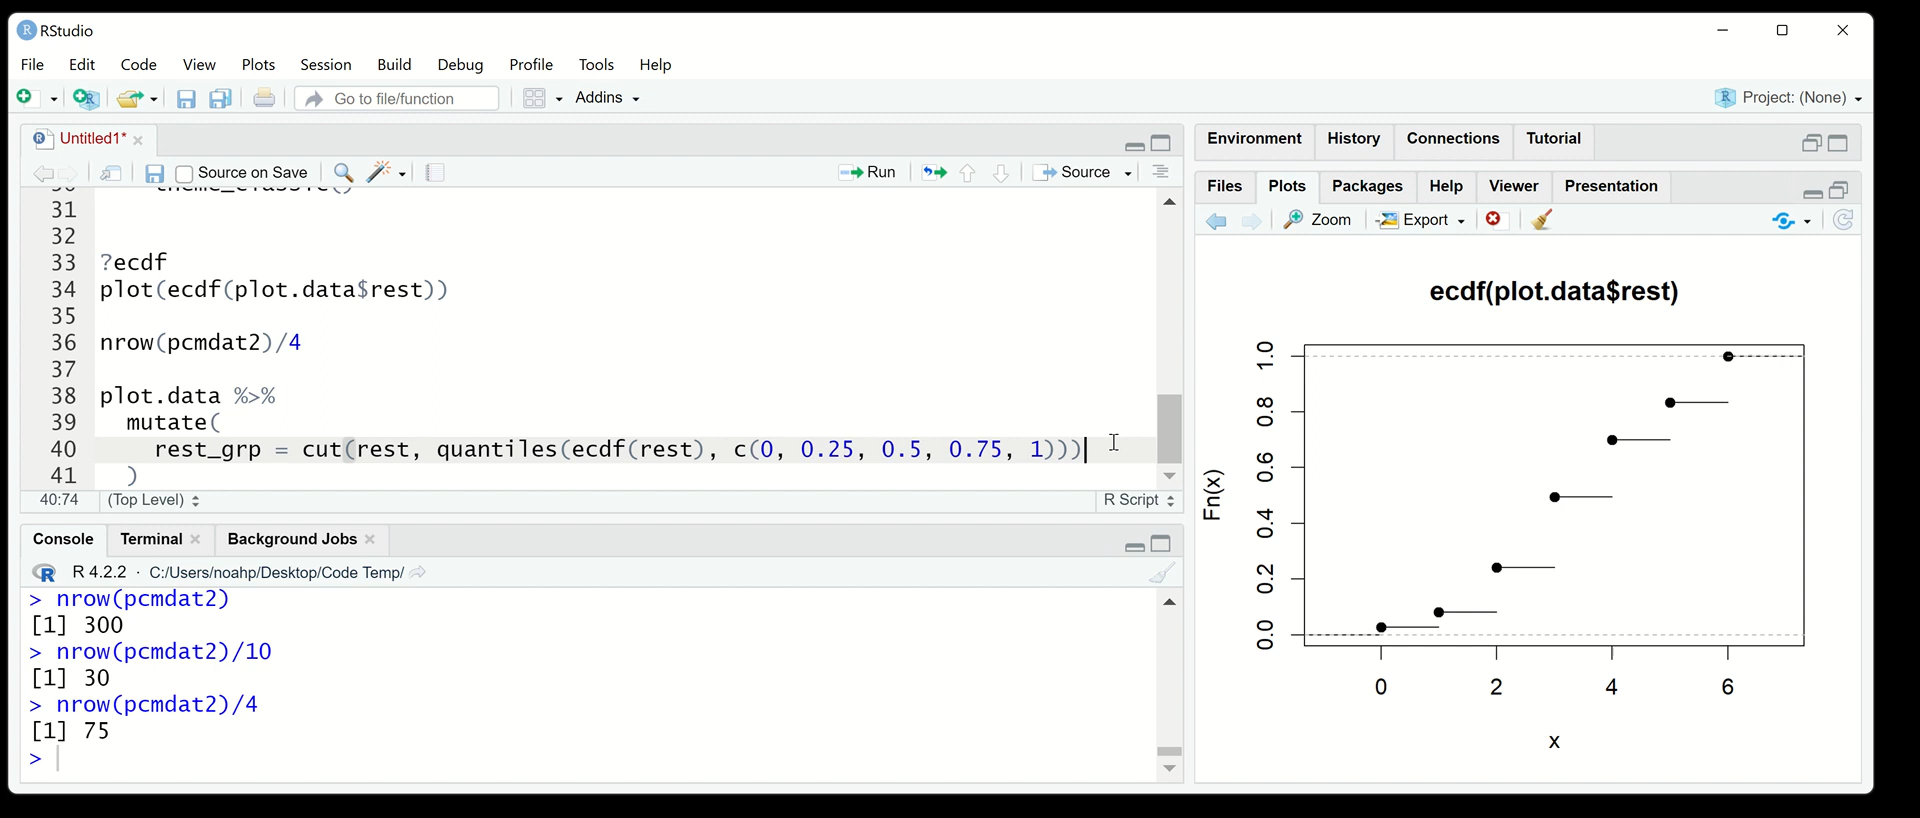 RStudio
File Edit Code View Plots Session Build Debug Profile Tools Help
Go to file/function Addins Project: (None)
Untitled1*
Source on Save Run Source
30 theme_classic()
31
32
33 ?ecdf
34 plot(ecdf(plot.data$rest))
35
36 nrow(pcmdat2)/4
37
38 plot.data %>%
39 mutate(
40 rest_grp = cut(rest, quantiles(ecdf(rest), c(0, 0.25, 0.5, 0.75, 1)))
41 )
40:74 (Top Level) R Script
Console Terminal Background Jobs
R 4.2.2 · C:/Users/noahp/Desktop/Code Temp/
> nrow(pcmdat2)
[1] 300
> nrow(pcmdat2)/10
[1] 30
> nrow(pcmdat2)/4
[1] 75
>
Environment History Connections Tutorial
Files Plots Packages Help Viewer Presentation
Zoom Export
ecdf(plot.data$rest)
Fn(x)
1.0
0.8
0.6
0.4
0.2
0.0
0 2 4 6
x